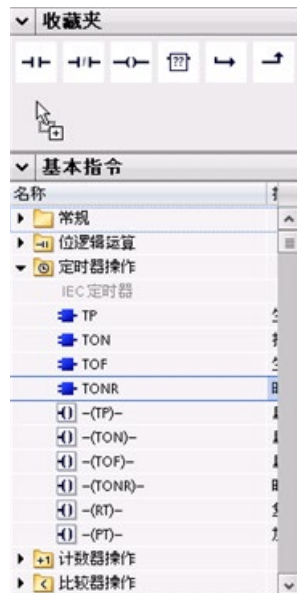 收藏夹
??
基本指令
名称
常规
位逻辑运算
定时器操作
IEC 定时器
TP
TON
TOF
TONR
-(TP)-
-(TON)-
-(TOF)-
-(TONR)-
-(RT)-
-(PT)-
+1 计数器操作
比较器操作